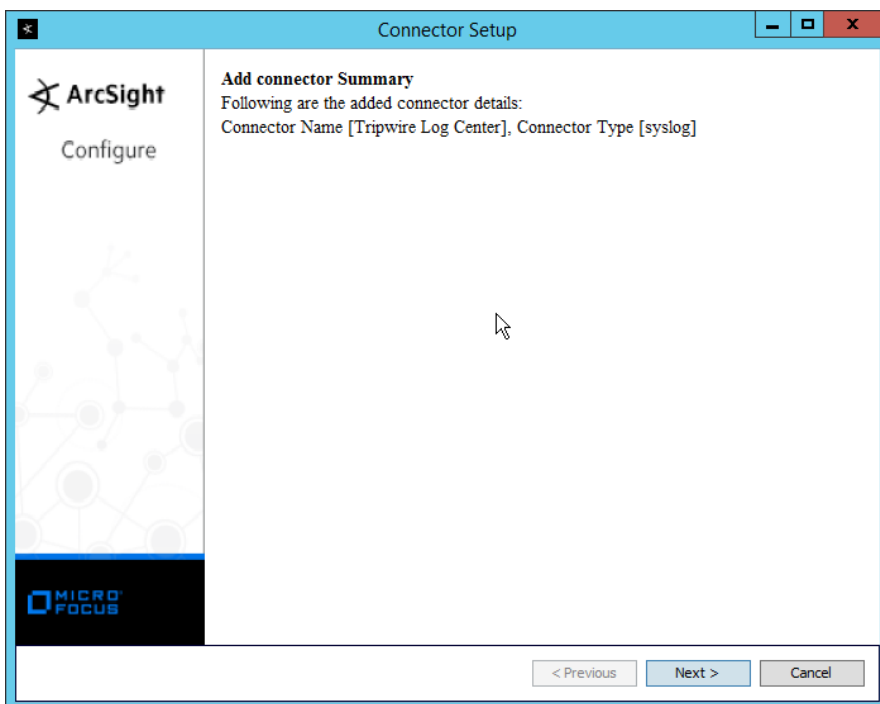 Connector Setup
ArcSight
Configure
Add connector Summary
Following are the added connector details:
Connector Name [Tripwire Log Center], Connector Type [syslog]
MICRO
FOCUS
< Previous
Next >
Cancel